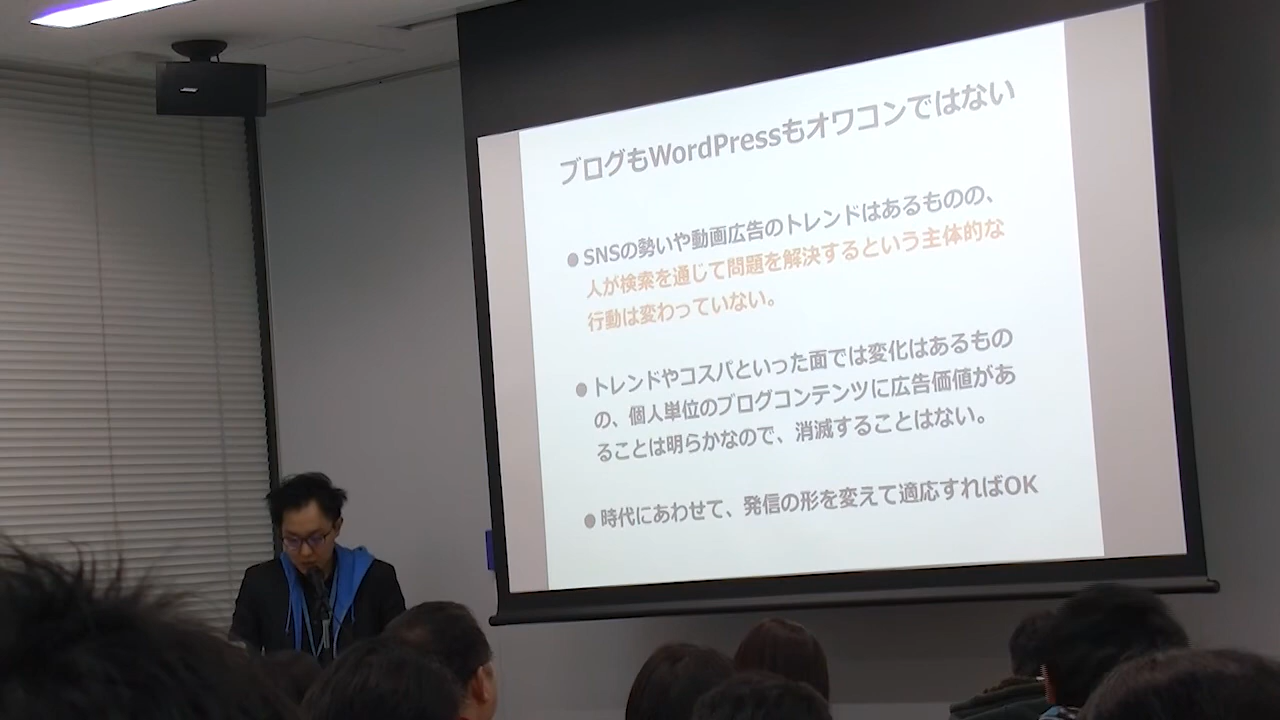 ブログもWordPressもオワコンではない
●SNSの勢いや動画広告のトレンドはあるものの、
人が検索を通じて問題を解決するという主体的な
行動は変わっていない。
●トレンドやコスパといった面では変化はあるもの
の、個人単位のブログコンテンツに広告価値があ
ることは明らかなので、消滅することはない。
●時代にあわせて、発信の形を変えて適応すればOK